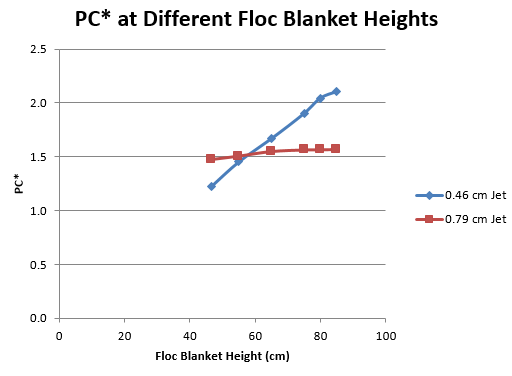 PC* at Different Floc Blanket Heights
2.5
2.0
1.5
1.0
0.5
0.0
PC*
0 20 40 60 80 100
Floc Blanket Height (cm)
0.46 cm Jet
0.79 cm Jet